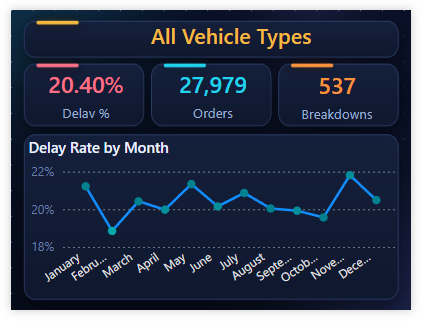 All Vehicle Types
20.40%
27,979
537
Delay %
Orders
Breakdowns
Delay Rate by Month
22%
20%
18%
January
Febru...
March
April
May
June
July
August
Septe...
Octob...
Nove...
Dece...